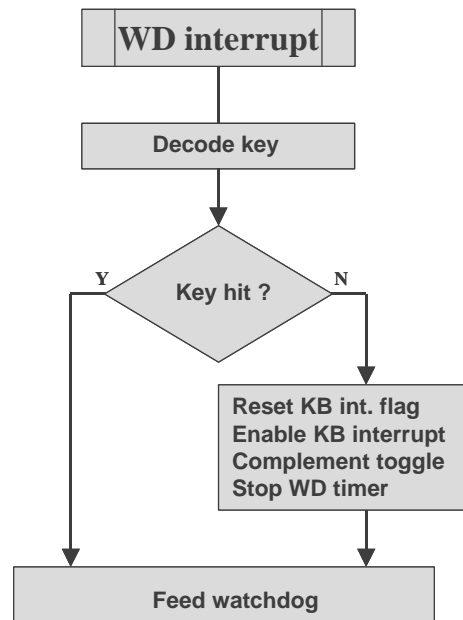 WD interrupt
Decode key
Y
N
Key hit ?
Reset KB int. flag
Enable KB interrupt
Complement toggle
Stop WD timer
Feed watchdog